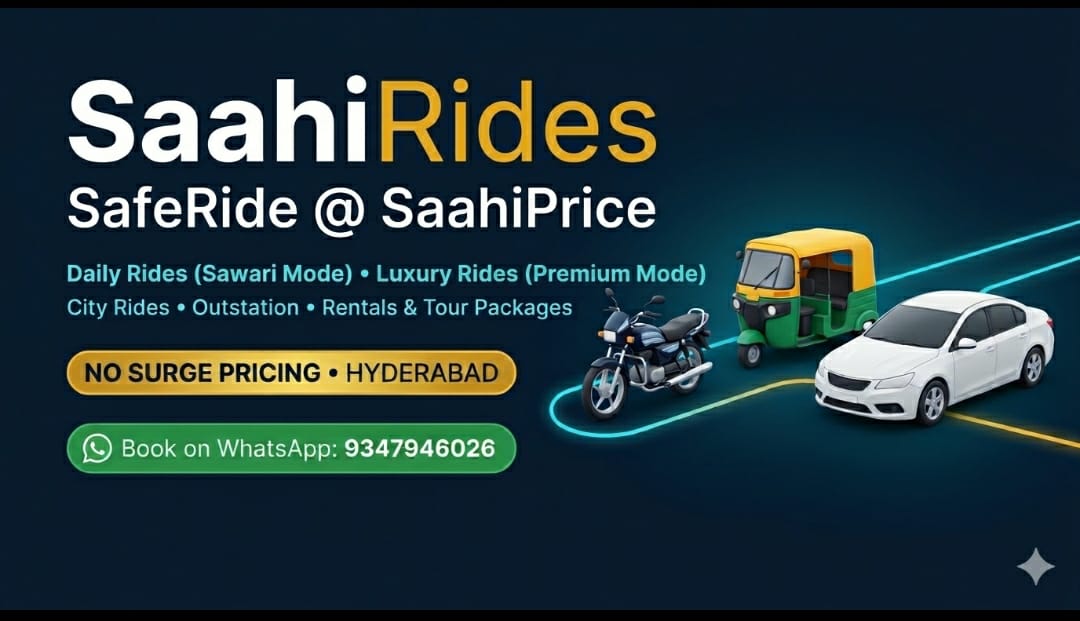 SaahiRides
SafeRide @ SaahiPrice
Daily Rides (Sawari Mode) • Luxury Rides (Premium Mode)
City Rides • Outstation • Rentals & Tour Packages
NO SURGE PRICING • HYDERABAD
Book on WhatsApp: 9347946026